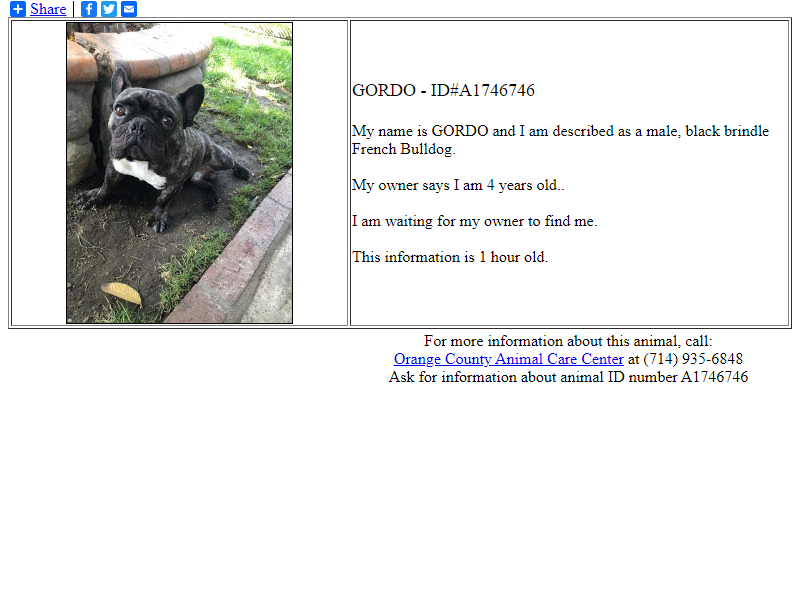 Share |
GORDO - ID#A1746746
My name is GORDO and I am described as a male, black brindle
French Bulldog.
My owner says I am 4 years old..
I am waiting for my owner to find me.
This information is 1 hour old.
For more information about this animal, call:
Orange County Animal Care Center at (714) 935-6848
Ask for information about animal ID number A1746746